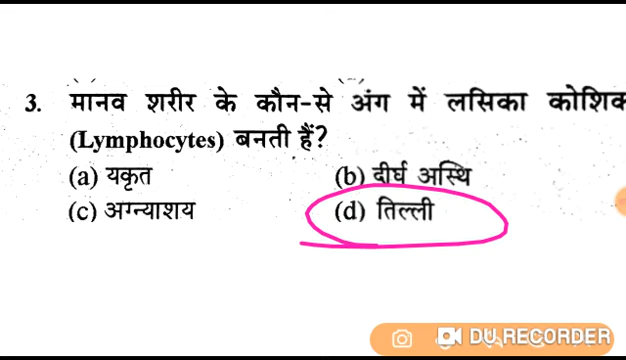 3. मानव शरीर के कौन-से अंग में लसिका कोशिक
(Lymphocytes) बनती हैं?
(a) यकृत (b) दीर्घ अस्थि
(c) अग्न्याशय (d) तिल्ली
DU RECORDER